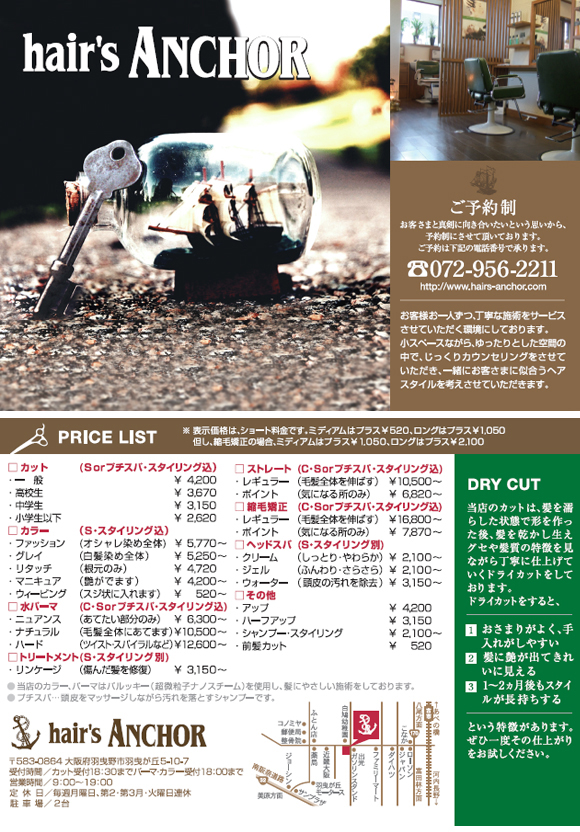 hair's ANCHOR
ご予約制
お客さまと真剣に向き合いたいという思いから、
予約制にさせて頂いております。
ご予約は下記の電話番号で承ります。
☎072-956-2211
http://www.hairs-anchor.com
お客様お一人ずつ、丁寧な施術をサービス
させていただく環境にしております。
小スペースながら、ゆったりとした空間の
中で、じっくりカウンセリングをさせて
いただき、一緒にお客さまに似合うヘア
スタイルを考えさせていただきます。
PRICE LIST
※ 表示価格は、ショート料金です。ミディアムはプラス¥520、ロングはプラス¥1,050
但し、縮毛矯正の場合、ミディアムはプラス¥1,050、ロングはプラス¥2,100
□ カット (S or プチスパ・スタイリング込)
・一 般 ¥ 4,200
・高校生 ¥ 3,670
・中学生 ¥ 3,150
・小学生以下 ¥ 2,620
□ カラー (S・スタイリング込)
・ファッション (オシャレ染め全体) ¥ 5,770〜
・グレイ (白髪染め全体) ¥ 5,250〜
・リタッチ (根元のみ) ¥ 4,720
・マニキュア (艶がでます) ¥ 4,200〜
・ウィービング (スジ状に入れます) ¥ 520〜
□ 水パーマ (C・S or プチスパ・スタイリング込)
・ニュアンス (あてたい部分のみ) ¥ 6,300〜
・ナチュラル (毛髪全体にあてます) ¥10,500〜
・ハード (ツイスト・スパイラルなど) ¥12,600〜
□ トリートメント (S・スタイリング別)
・リンケージ (傷んだ髪を修復) ¥ 3,150〜
□ ストレート (C・S or プチスパ・スタイリング込)
・レギュラー (毛髪全体を伸ばす) ¥10,500〜
・ポイント (気になる所のみ) ¥ 6,820〜
□ 縮毛矯正 (C・S or プチスパ・スタイリング込)
・レギュラー (毛髪全体を伸ばす) ¥16,800〜
・ポイント (気になる所のみ) ¥ 7,870〜
□ ヘッドスパ (S・スタイリング別)
・クリーム (しっとり・やわらか) ¥ 2,100〜
・ジェル (ふんわり・さらさら) ¥ 2,100〜
・ウォーター (頭皮の汚れを除去) ¥ 3,150〜
□ その他
・アップ ¥ 4,200
・ハーフアップ ¥ 3,150
・シャンプー・スタイリング ¥ 2,100〜
・前髪カット ¥ 520
● 当店のカラー、パーマはパルッキー(超微粒子ナノスチーム)を使用し、髪にやさしい施術をしております。
● プチスパ…頭皮をマッサージしながら汚れを落とすシャンプーです。
DRY CUT
当店のカットは、髪を濡
らした状態で形を作っ
た後、髪を乾かし生え
グセや髪質の特徴を見
ながら丁寧に仕上げて
いくドライカットをして
おります。
ドライカットをすると、
1 おさまりがよく、手
入れがしやすい
2 髪に艶が出てきれ
いに見える
3 1〜2ヵ月後もスタイ
ルが長持ちする
という特徴があります。
ぜひ一度その仕上がり
をお試しください。
hair's ANCHOR
〒583-0864 大阪府羽曳野市羽曳が丘5-10-7
受付時間/カット受付18:30までパーマ・カラー受付18:00まで
営業時間/9:00〜19:00
定 休 日/毎週月曜日、第2・第3月・火曜日連休
駐 車 場/2台
コノミヤ
郵便局
整骨院
ふとん店
薬局
近畿大阪
白鳩幼稚園
出光
ガソリンスタンド
ファミリーマート
ダイハツ
こなか
ジャパン
ローソン
ジョーシン
羽曳が丘
モータース
サンプラザ
南阪奈道路
美原方面
八尾方面
あべの橋
富田林方面
河内長野